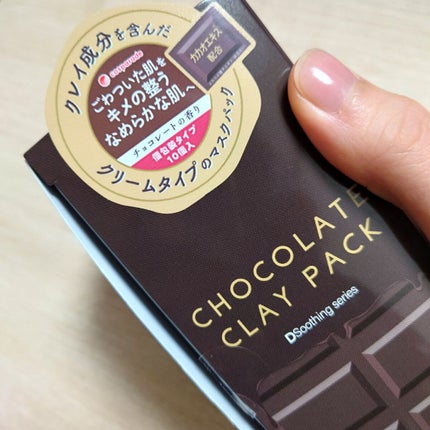 クレイ成分を含んだ
cosparade
ごわついた肌を
キメの整う
なめらかな肌へ
チョコレートの香り
個包装タイプ
10個入
クリームタイプのマスクパック
カカオエキス
配合
CHOCOLATE
CLAY PACK
DSoothing series